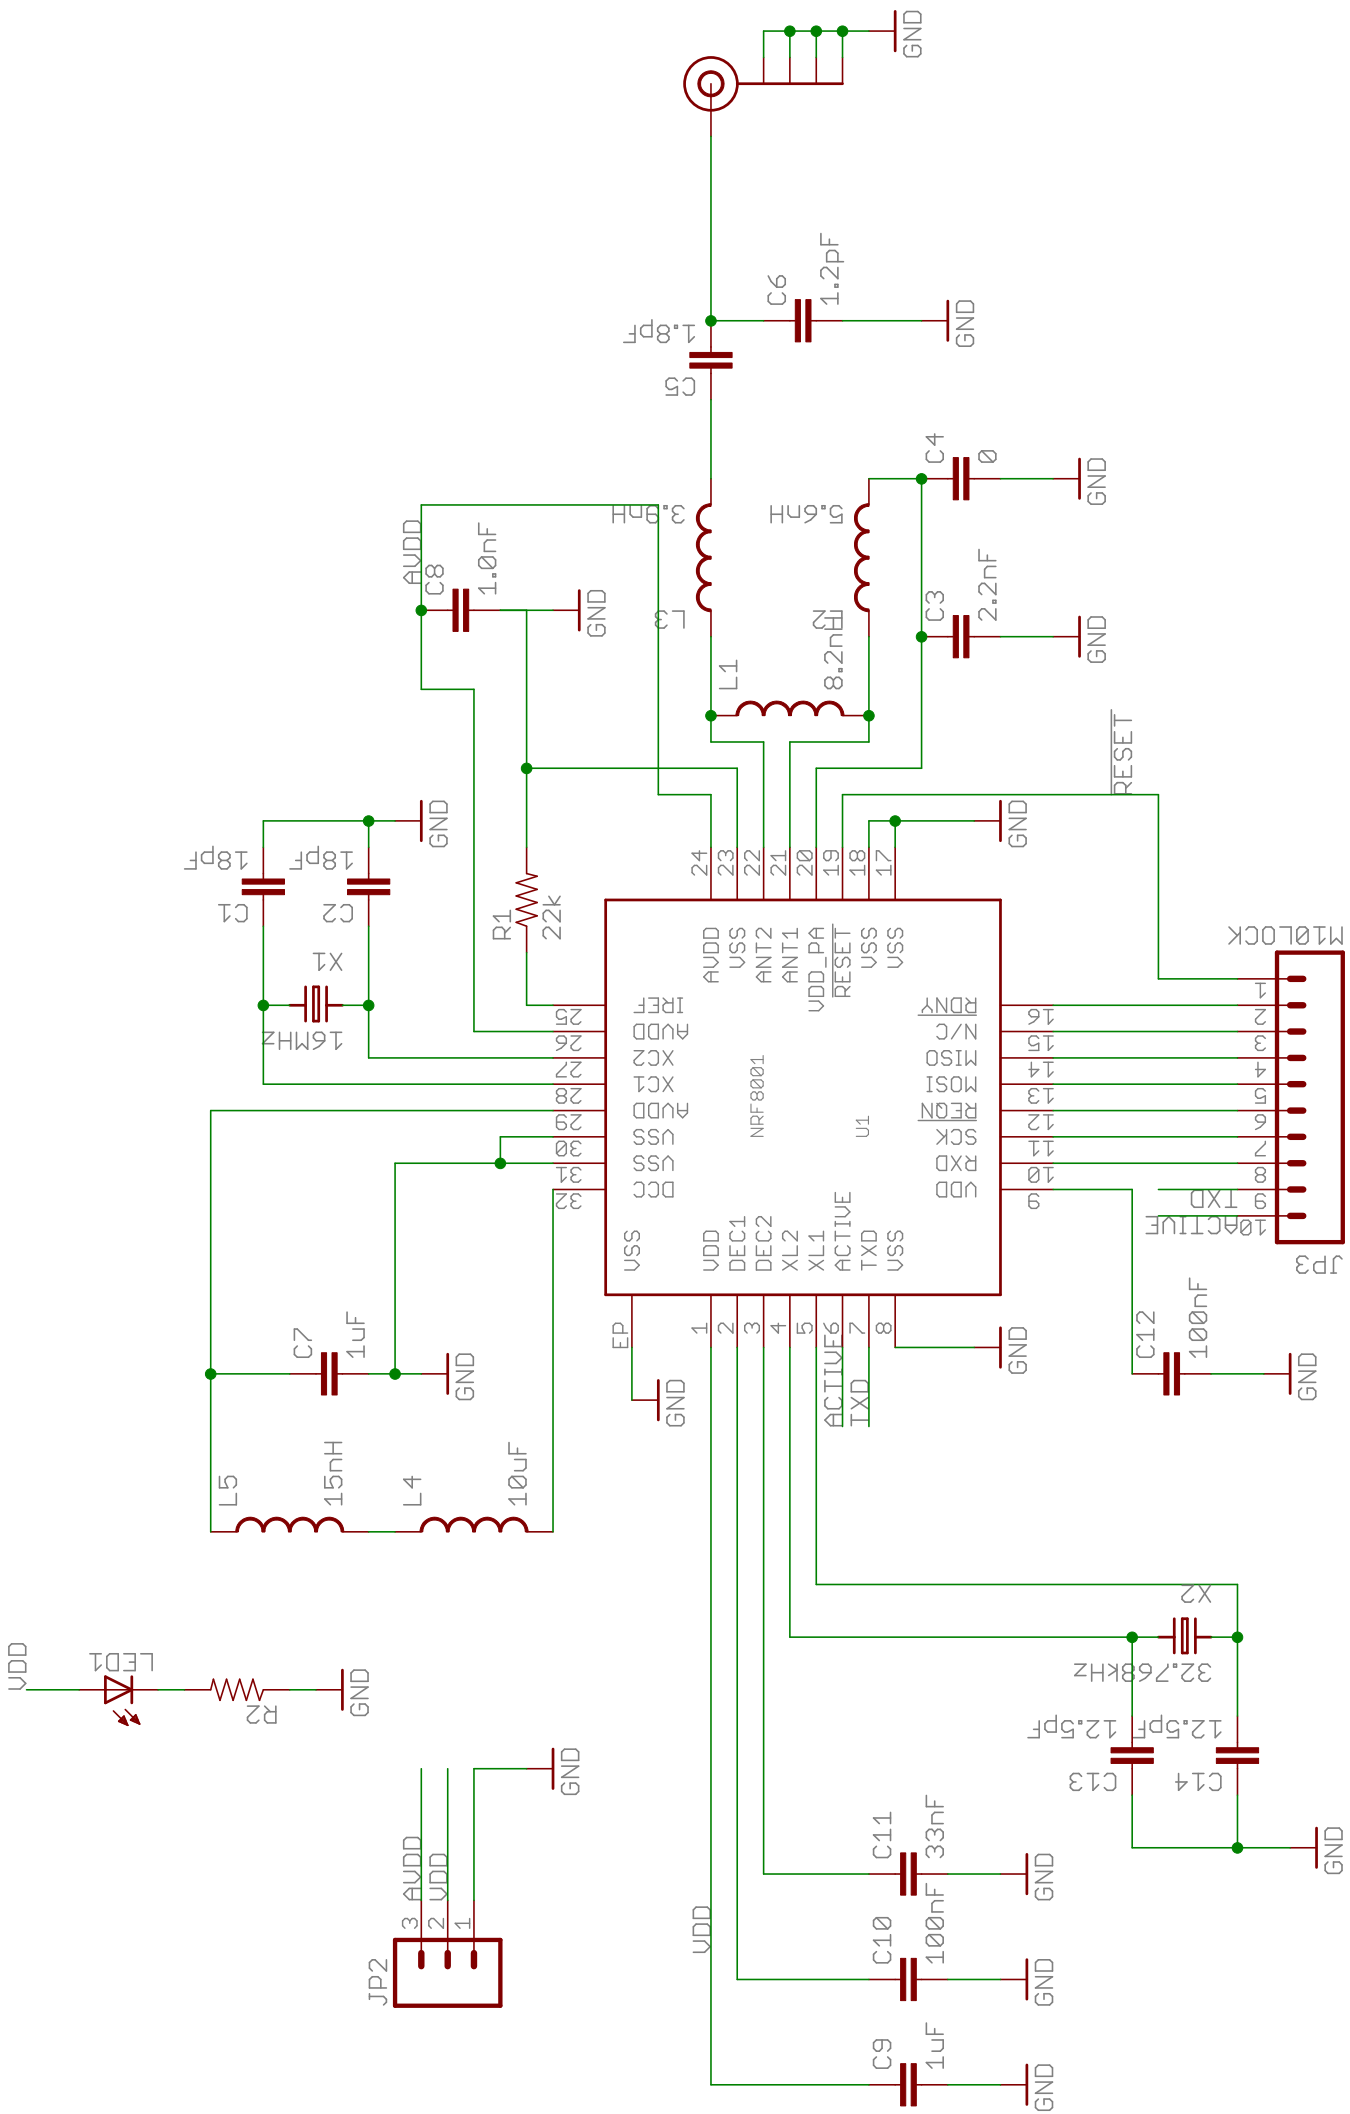 GND
C6
1.2pF
GND
1.8pF
C5
C4
0
GND
3.9nH
5.6nH
AVDD
C8
1.0nF
GND
C3
2.2nF
GND
L3
L2
L1
8.2nH
RESET
GND
18pF
18pF
C1
C2
GND
24
23
22
21
20
19
18
17
R1
22k
M10LOCK
AVDD
VSS
ANT2
ANT1
VDD_PA
RESET
VSS
VSS
X1
16MHz
IREF
25
AVDD
26
XC2
27
XC1
28
AVDD
29
VSS
30
VSS
31
DCC
32
NRF8001
U1
RDNY
16
N/C
15
MISO
14
MOSI
13
REQN
12
SCK
11
RXD
10
VDD
9
1
2
3
4
5
6
7
8
9
10
TXD
ACTIVE
JP3
VSS
VDD
DEC1
DEC2
XL2
XL1
ACTIVE
TXD
VSS
EP
1
2
3
4
5
6
7
8
GND
GND
ACTIVE
TXD
C7
1uF
GND
C12
100nF
GND
L5
15nH
L4
10uF
X2
32.768kHz
12.5pF
12.5pF
C13
C14
GND
VDD
LED1
R2
GND
GND
AVDD
VDD
3
2
1
JP2
VDD
C11
33nF
GND
C10
100nF
GND
C9
1uF
GND